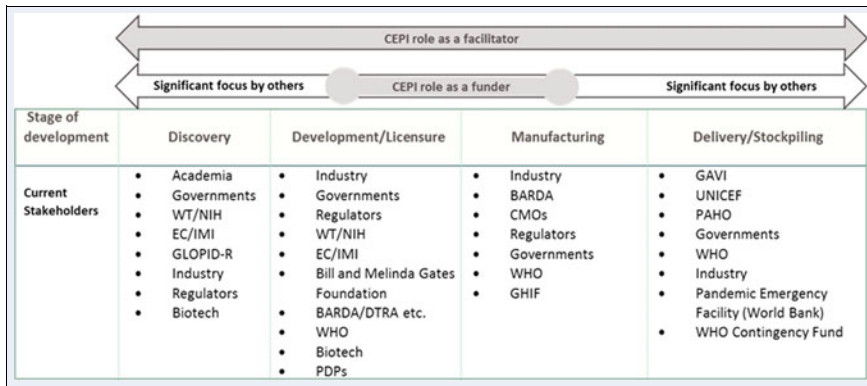 CEPI role as a facilitator
Significant focus by others
CEPI role as a funder
Significant focus by others
Stage of
development
Discovery
Development/Licensure
Manufacturing
Delivery/Stockpiling
Current
Stakeholders
• Academia
• Governments
• WT/NIH
• EC/IMI
• GLOPID-R
• Industry
• Regulators
• Biotech
• Industry
• Governments
• Regulators
• WT/NIH
• EC/IMI
• Bill and Melinda Gates
Foundation
• BARDA/DTRA etc.
• WHO
• Biotech
• PDPs
• Industry
• BARDA
• CMOs
• Regulators
• Governments
• WHO
• GHIF
• GAVI
• UNICEF
• PAHO
• Governments
• WHO
• Industry
• Pandemic Emergency
Facility (World Bank)
• WHO Contingency Fund